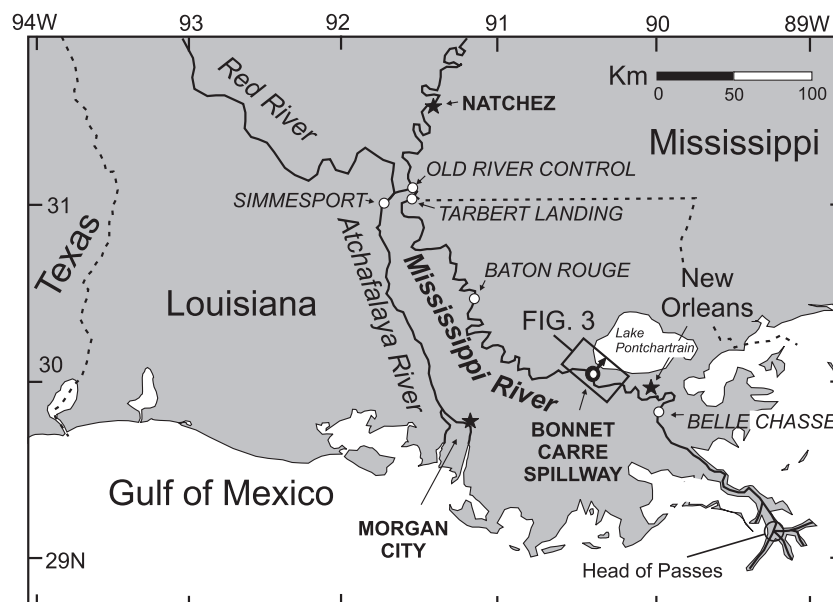 94W 93 92 91 90 89W
Red River
Km
0 50 100
NATCHEZ
Mississippi
OLD RIVER CONTROL
SIMMESPORT
31
TARBERT LANDING
Texas
Atchafalaya River
Mississippi River
BATON ROUGE
New
Orleans
Louisiana
FIG. 3
Lake
Pontchartrain
30
BELLE CHASSE
BONNET
CARRE
SPILLWAY
Gulf of Mexico
MORGAN
CITY
29N
Head of Passes